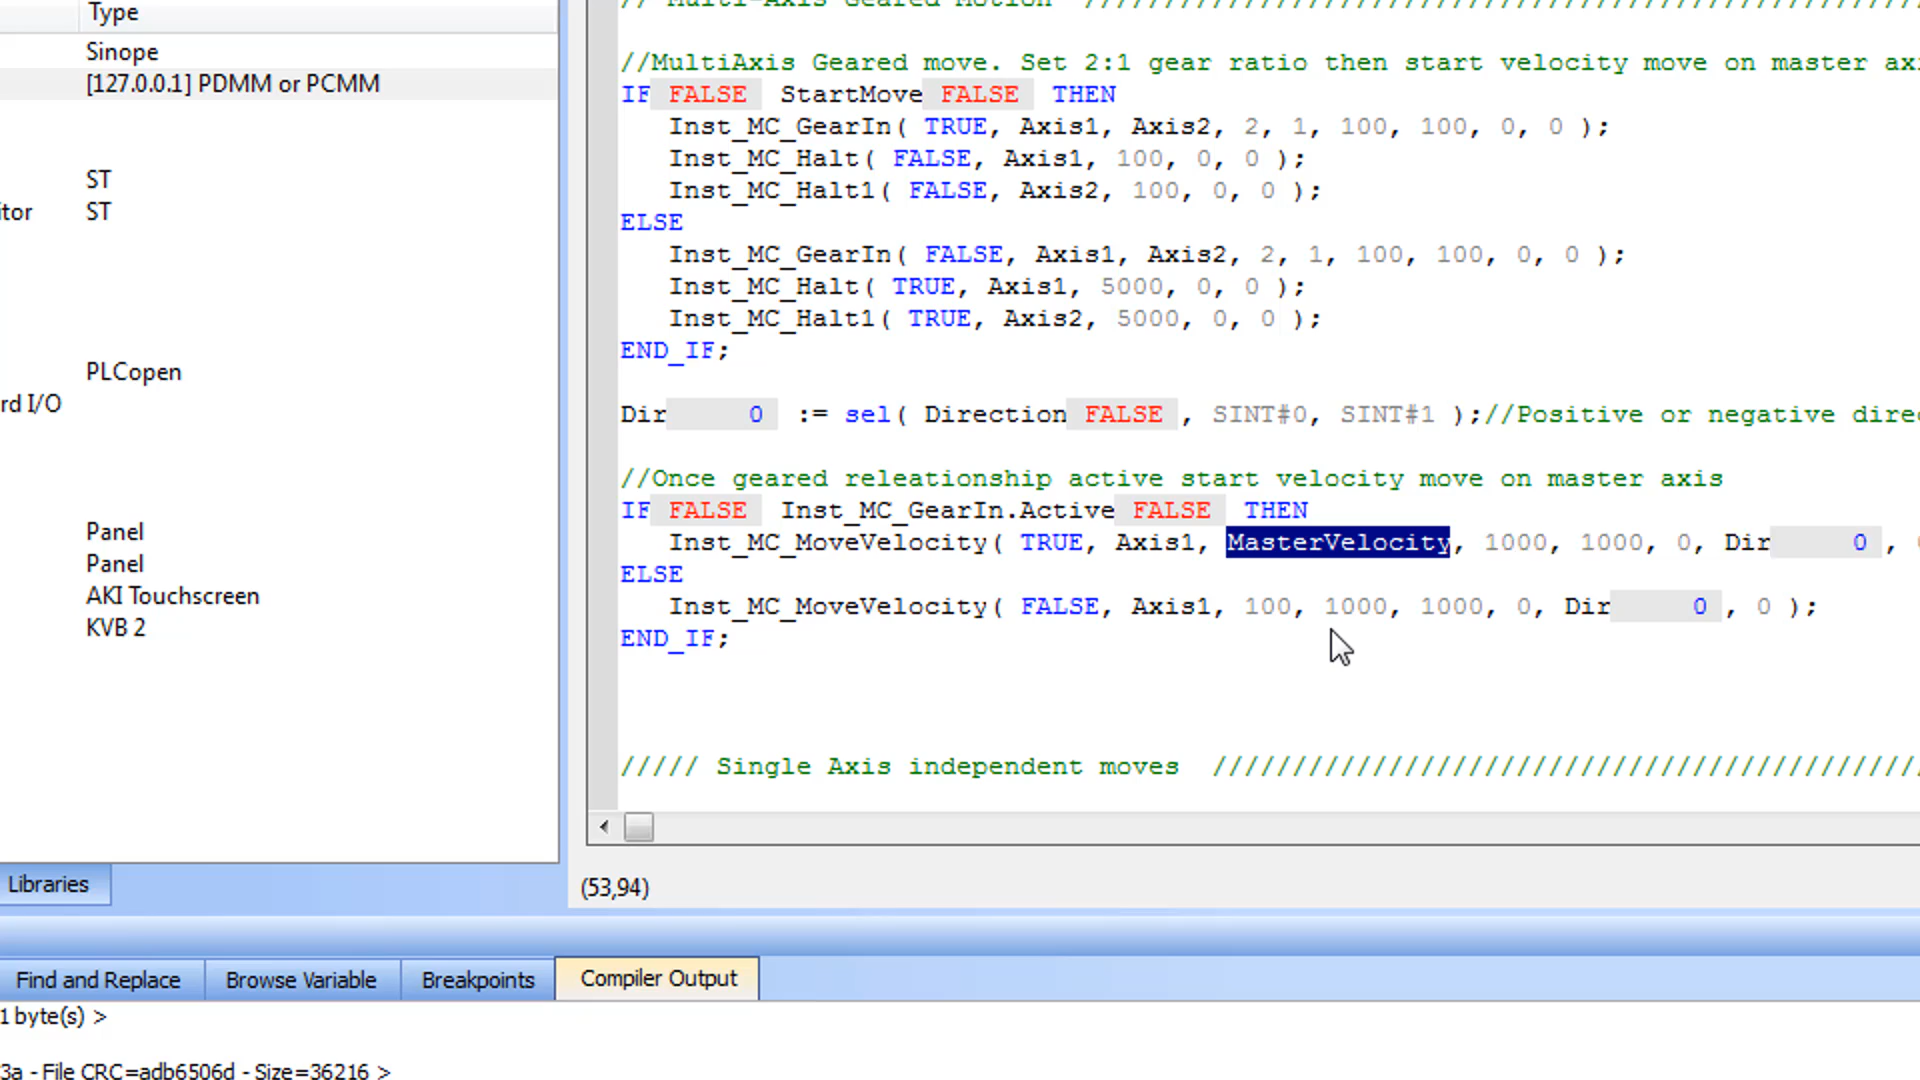 Type
Sinope
[127.0.0.1] PDMM or PCMM
ST
itor ST
PLCopen
rd I/O
Panel
Panel
AKI Touchscreen
KVB 2
Libraries
// Multi-Axis Geared Motion //////////////////////////////////////////////////////
//MultiAxis Geared move. Set 2:1 gear ratio then start velocity move on master axi
IF FALSE StartMove FALSE THEN
Inst_MC_GearIn( TRUE, Axis1, Axis2, 2, 1, 100, 100, 0, 0 );
Inst_MC_Halt( FALSE, Axis1, 100, 0, 0 );
Inst_MC_Halt1( FALSE, Axis2, 100, 0, 0 );
ELSE
Inst_MC_GearIn( FALSE, Axis1, Axis2, 2, 1, 100, 100, 0, 0 );
Inst_MC_Halt( TRUE, Axis1, 5000, 0, 0 );
Inst_MC_Halt1( TRUE, Axis2, 5000, 0, 0 );
END_IF;
Dir 0 := sel( Direction FALSE , SINT#0, SINT#1 );//Positive or negative direc
//Once geared releationship active start velocity move on master axis
IF FALSE Inst_MC_GearIn.Active FALSE THEN
Inst_MC_MoveVelocity( TRUE, Axis1, MasterVelocity, 1000, 1000, 0, Dir 0 ,
ELSE
Inst_MC_MoveVelocity( FALSE, Axis1, 100, 1000, 1000, 0, Dir 0 , 0 );
END_IF;
///// Single Axis independent moves /////////////////////////////////////////////
(53,94)
Find and Replace Browse Variable Breakpoints Compiler Output
1 byte(s) >
3a - File CRC=adb6506d - Size=36216 >